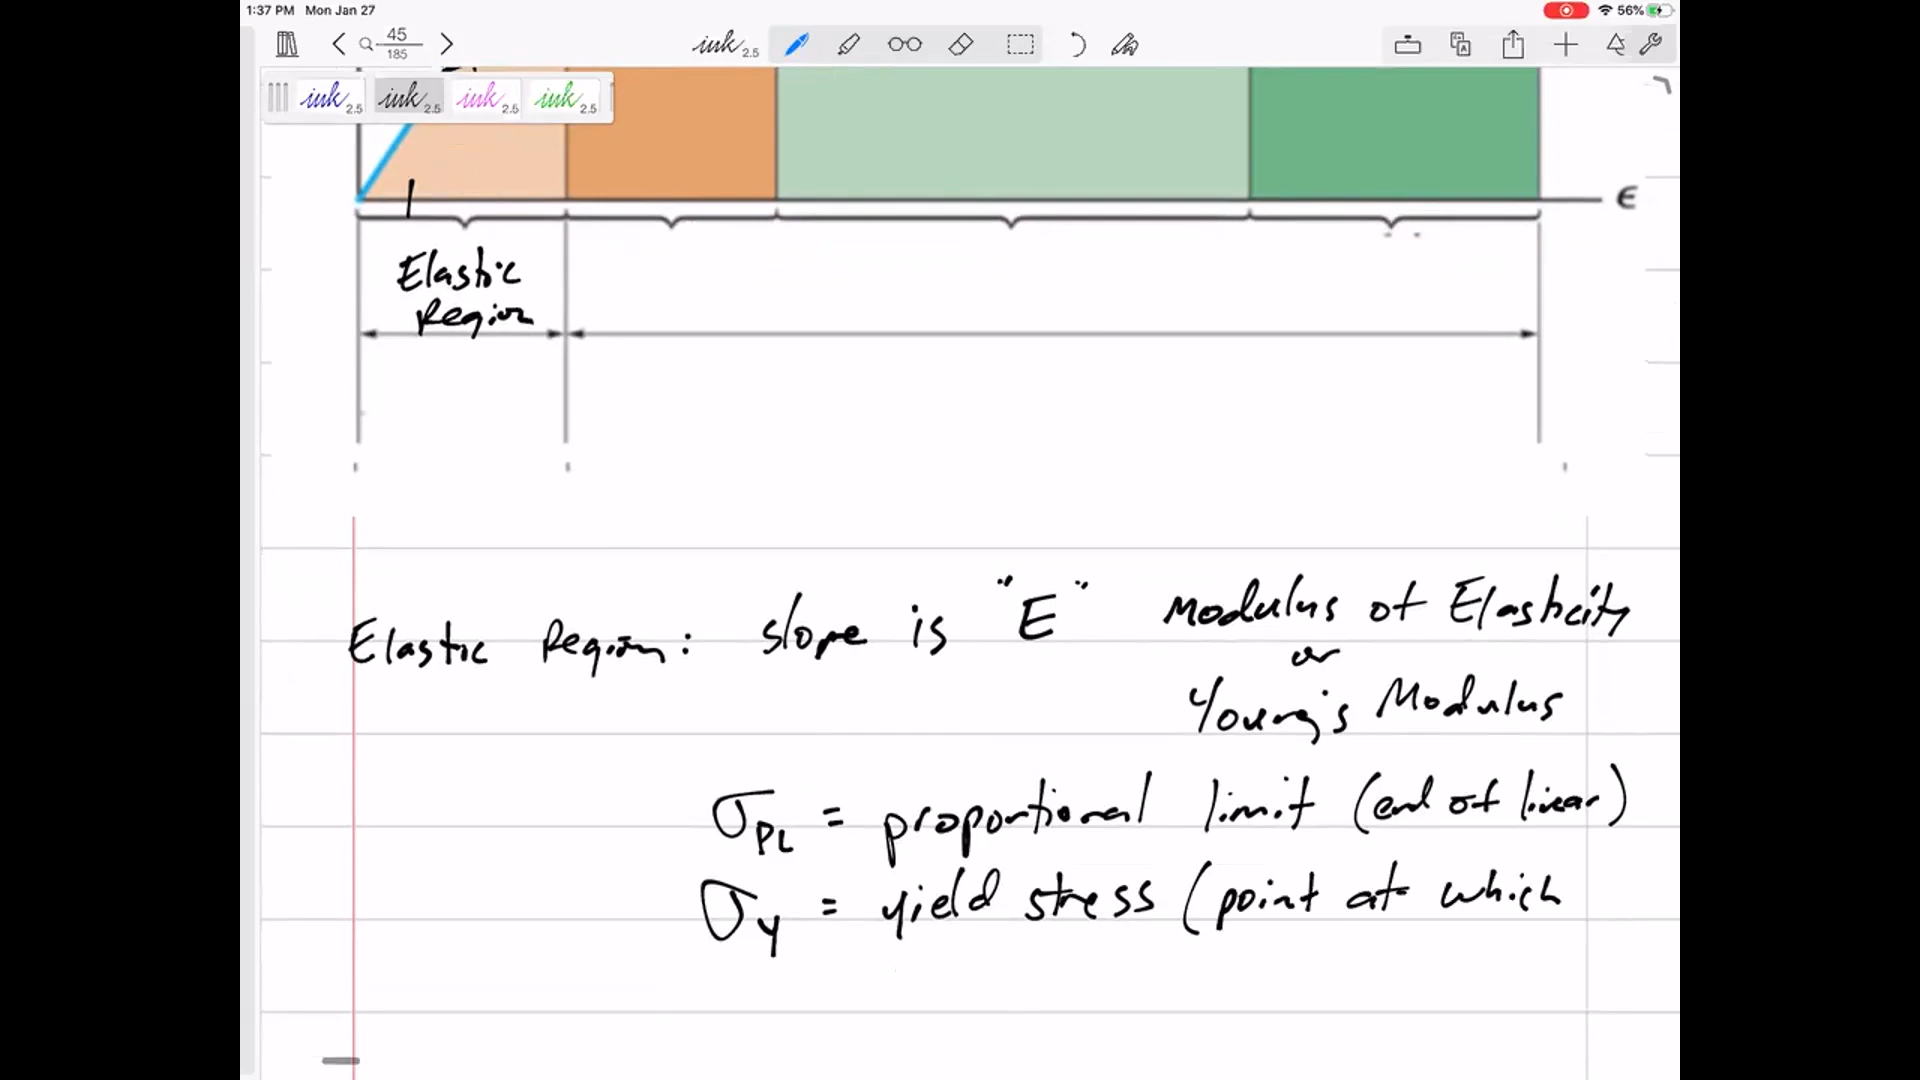 1:37 PM Mon Jan 27
56%
45
185
ink 2.5
ink 2.5 ink 2.5 ink 2.5 ink 2.5
ϵ
Elastic
Region
Elastic Region: slope is "E" Modulus of Elasticity
or
Young's Modulus
σPL = proportional limit (end of linear)
σY = yield stress (point at which